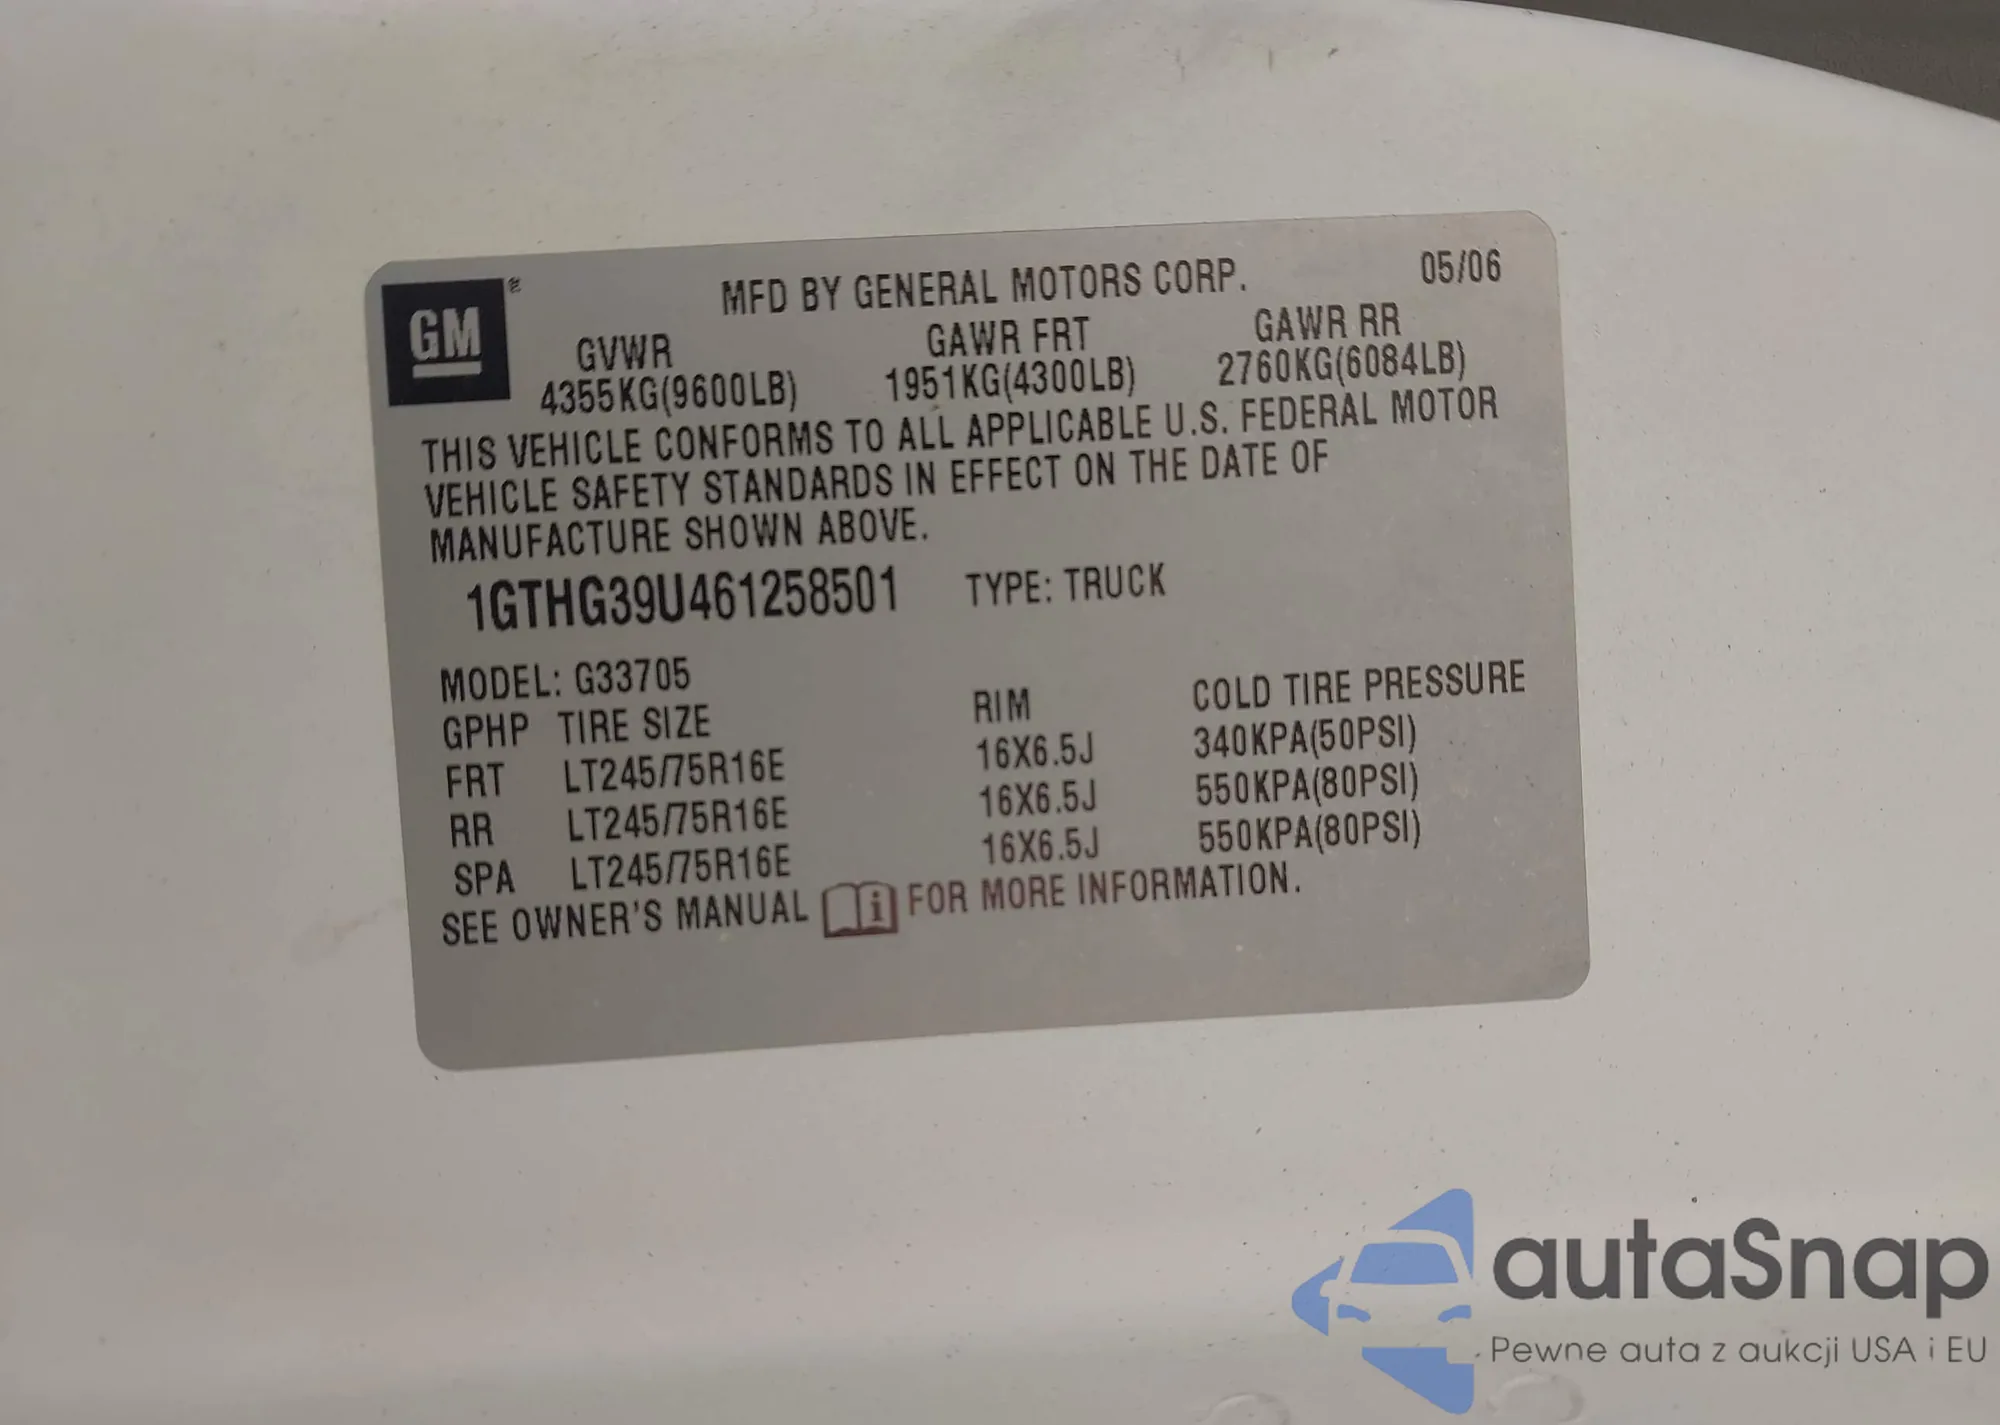 GM®
MFD BY GENERAL MOTORS CORP. 05/06
GVWR GAWR FRT GAWR RR
4355KG(9600LB) 1951KG(4300LB) 2760KG(6084LB)
THIS VEHICLE CONFORMS TO ALL APPLICABLE U.S. FEDERAL MOTOR
VEHICLE SAFETY STANDARDS IN EFFECT ON THE DATE OF
MANUFACTURE SHOWN ABOVE.
1GTHG39U461258501 TYPE: TRUCK
MODEL: G33705
GPHP TIRE SIZE RIM COLD TIRE PRESSURE
FRT LT245/75R16E 16X6.5J 340KPA(50PSI)
RR LT245/75R16E 16X6.5J 550KPA(80PSI)
SPA LT245/75R16E 16X6.5J 550KPA(80PSI)
SEE OWNER'S MANUAL i FOR MORE INFORMATION.
autaSnap
Pewne auta z aukcji USA i EU